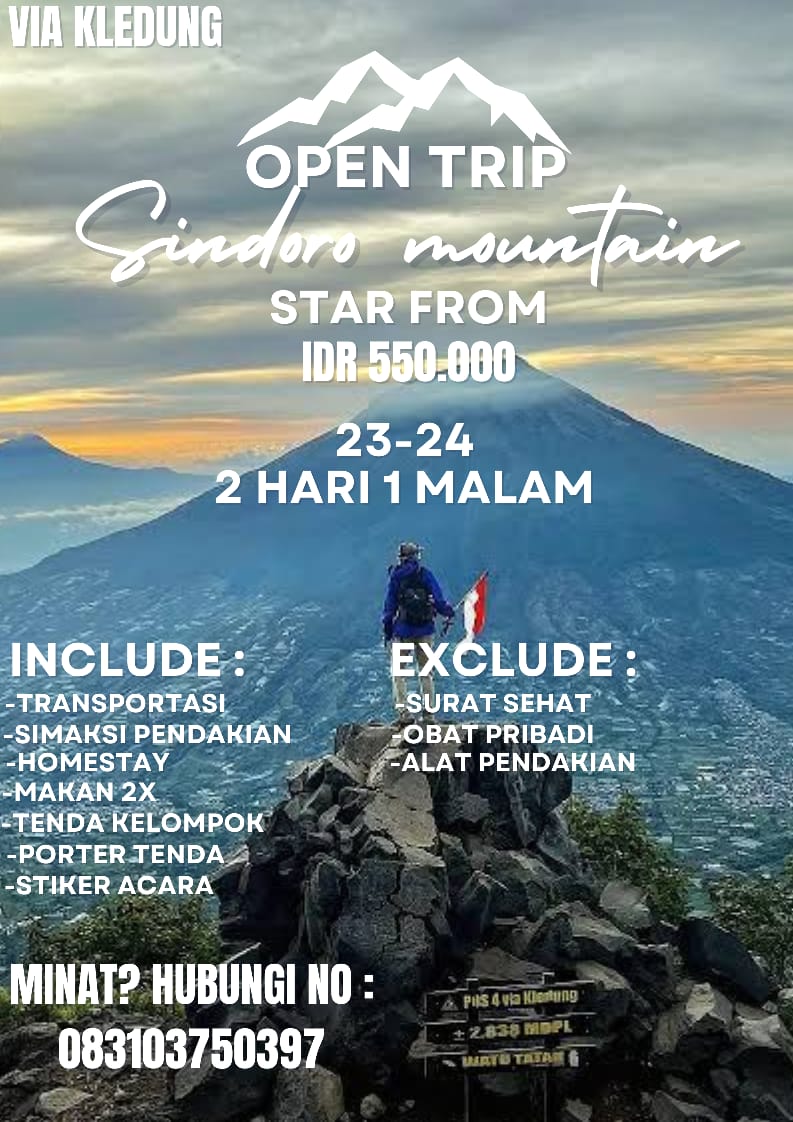 VIA KLEDUNG
OPEN TRIP
Sindoro mountain
STAR FROM
IDR 550.000
23-24
2 HARI 1 MALAM
INCLUDE :
-TRANSPORTASI
-SIMAKSI PENDAKIAN
-HOMESTAY
-MAKAN 2X
-TENDA KELOMPOK
-PORTER TENDA
-STIKER ACARA
EXCLUDE :
-SURAT SEHAT
-OBAT PRIBADI
-ALAT PENDAKIAN
MINAT? HUBUNGI NO :
083103750397
PoS 4 via Kledung
± 2.838 MDPL
WATU TATAH